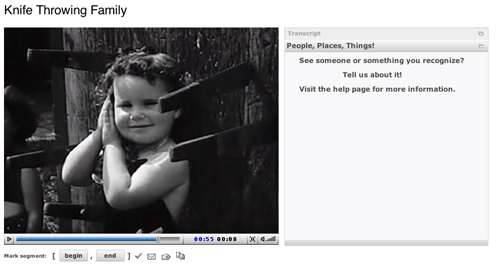 Knife Throwing Family
Transcript
People, Places, Things!
See someone or something you recognize?
Tell us about it!
Visit the help page for more information.
00:55 00:00
Mark segment: [ begin , end ]